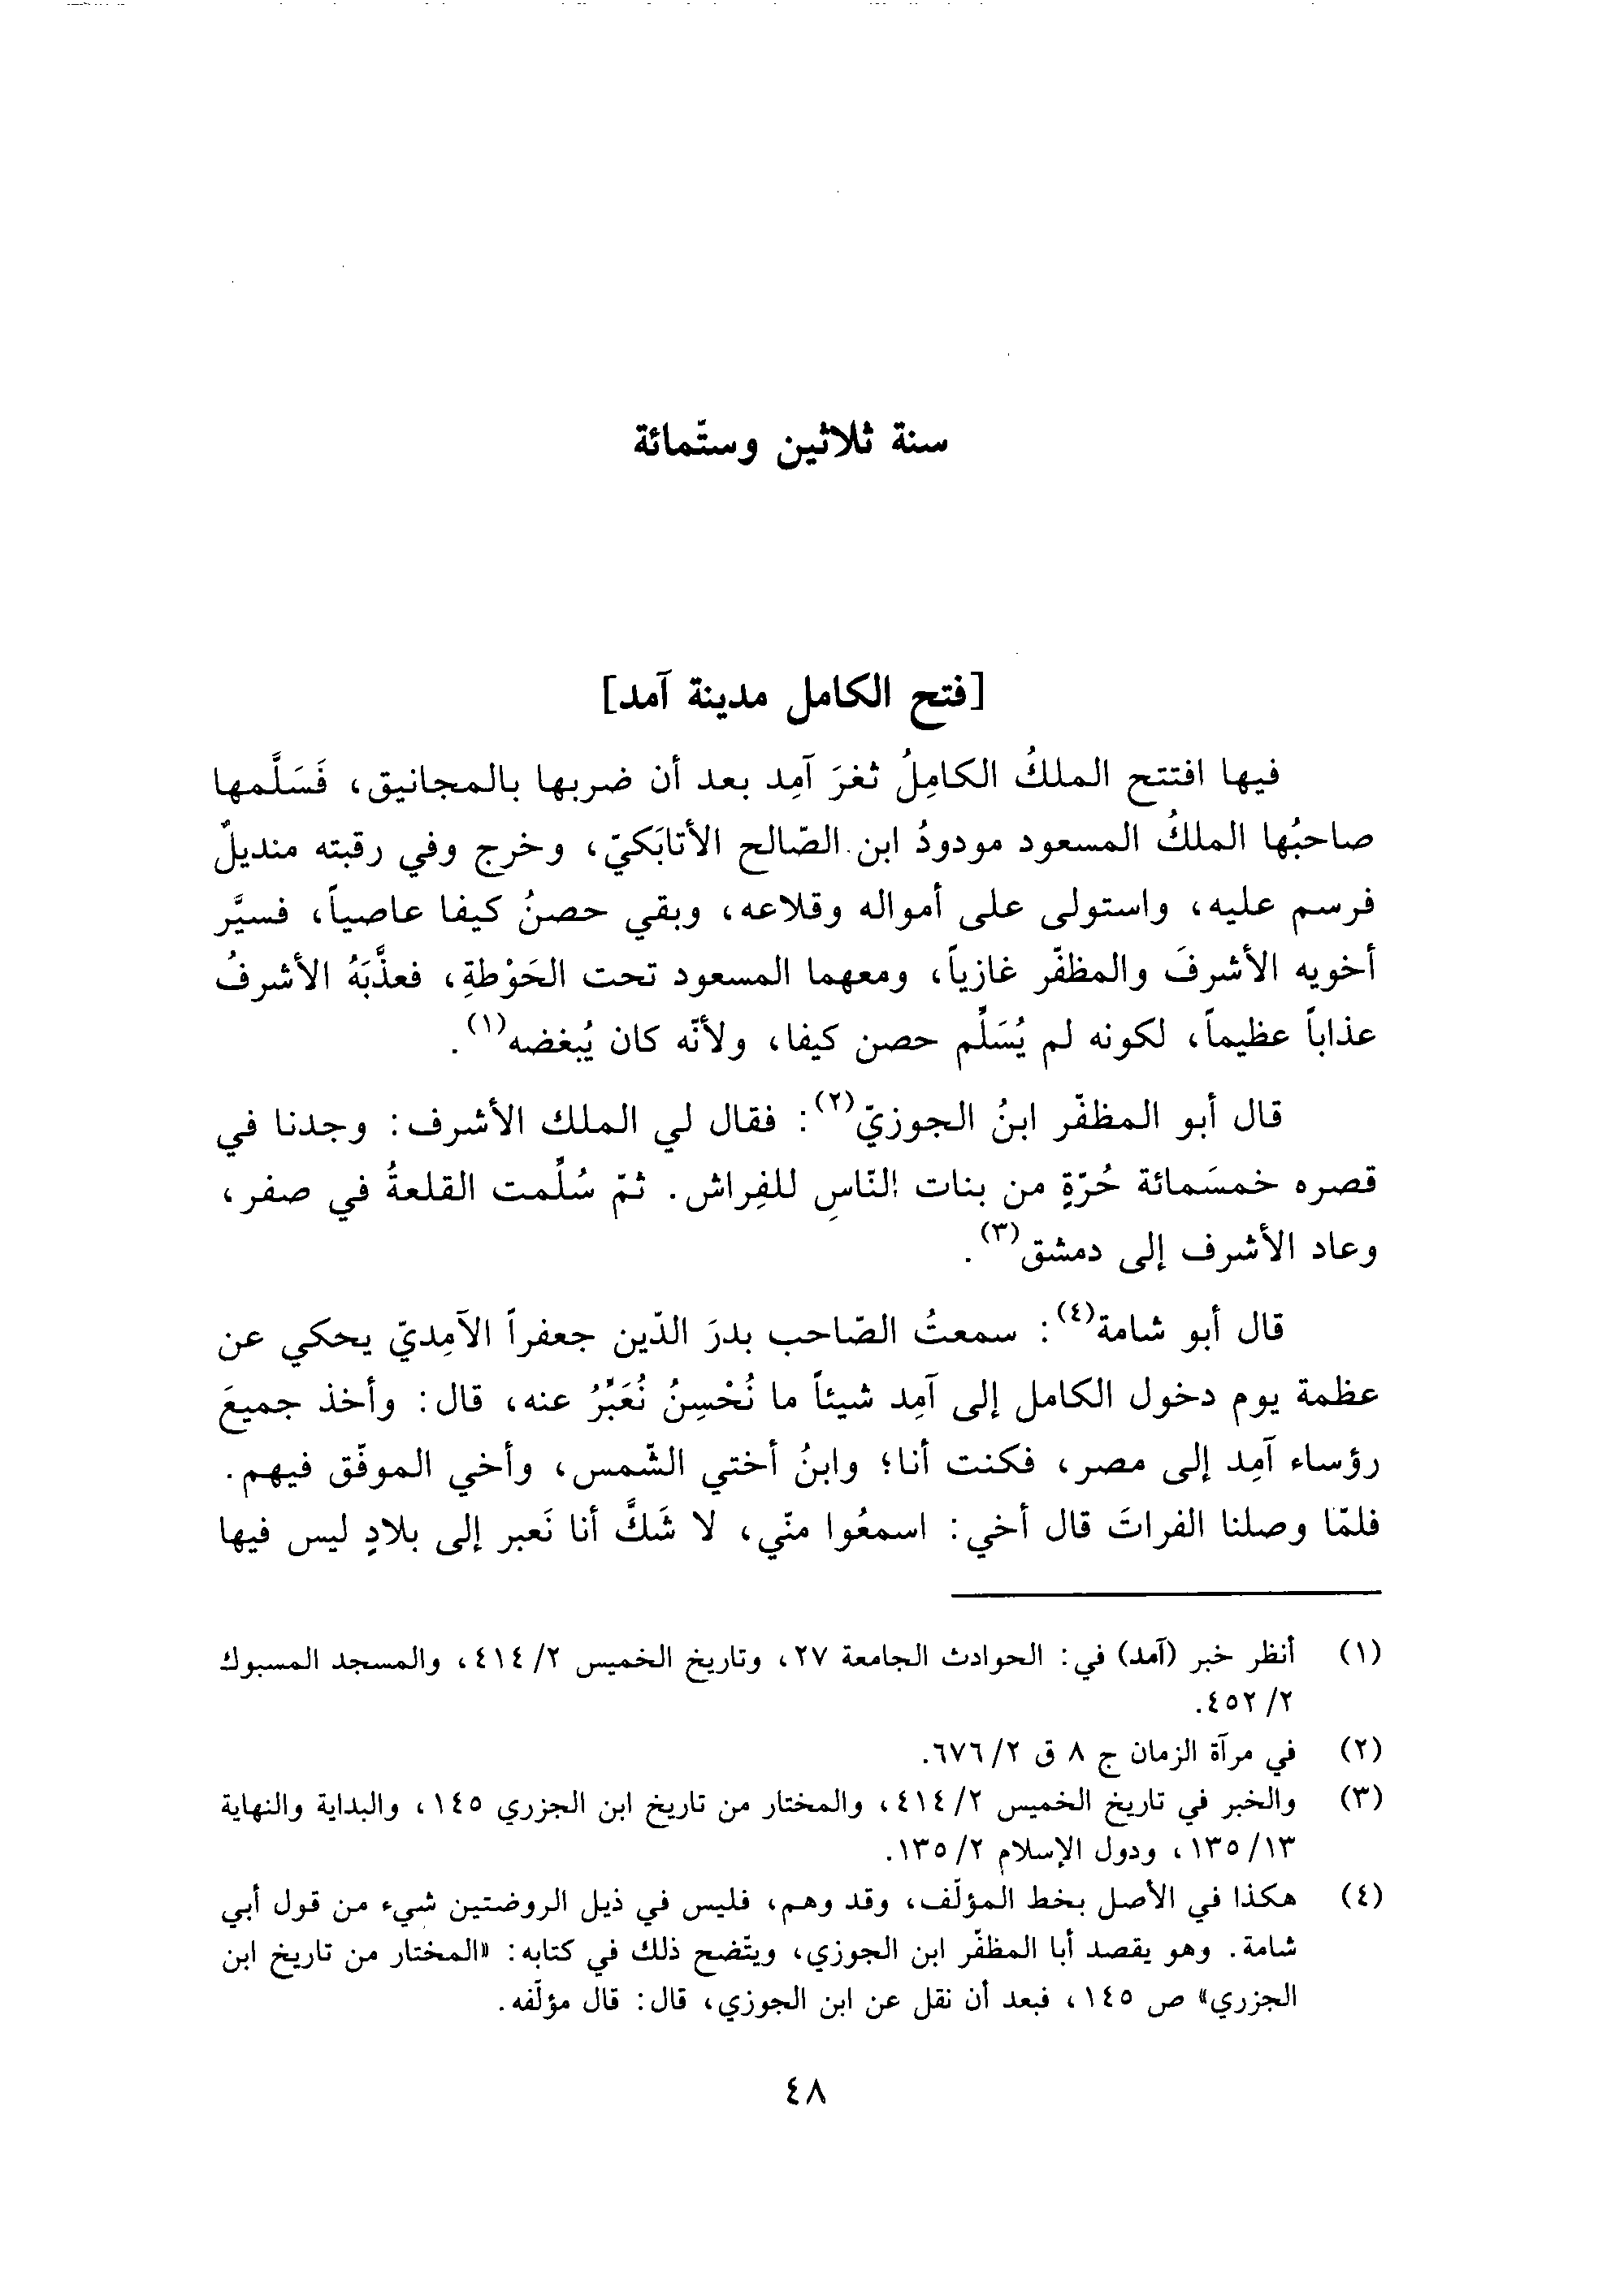 سنة ثلاثين وستّمائة
[فتح الكامل مدينة آمد]
فيها افتتح الملكُ الكامِلُ ثغرَ آمِد بعد أن ضربها بالمجانيق، فَسَلَّمها
صاحبُها الملكُ المسعود مودودُ ابن الصّالح الأتابَكيّ، وخرج وفي رقبته منديلٌ
فرسم عليه، واستولى على أمواله وقلاعه، وبقي حصنُ كيفا عاصياً، فسيَّر
أخويه الأشرفَ والمظفّر غازياً، ومعهما المسعود تحت الحَوْطةِ، فعذَّبَهُ الأشرفُ
عذاباً عظيماً، لكونه لم يُسَلِّم حصن كيفا، ولأنّه كان يُبغضه(١).
قال أبو المظفّر ابنُ الجوزيّ(٢): فقال لي الملك الأشرف: وجدنا في
قصره خمسَمائة حُرّةٍ من بنات النّاسِ للفِراش. ثمّ سُلِّمت القلعةُ في صفر،
وعاد الأشرف إلى دمشق(٣).
قال أبو شامة(٤): سمعتُ الصّاحب بدرَ الدّين جعفراً الآمِديّ يحكي عن
عظمة يوم دخول الكامل إلى آمِد شيئاً ما نُحْسِنُ نُعَبِّرُ عنه، قال: وأخذ جميعَ
رؤساء آمِد إلى مصر، فكنت أنا؛ وابنُ أختي الشّمس، وأخي الموفّق فيهم.
فلمّا وصلنا الفراتَ قال أخي: اسمعُوا منّي، لا شَكَّ أنا نَعبر إلى بلادٍ ليس فيها
(١) أنظر خبر (آمد) في: الحوادث الجامعة ٢٧، وتاريخ الخميس ٢/ ٤١٤، والمسجد المسبوك
٢/ ٤٥٢.
(٢) في مرآة الزمان ج ٨ ق ٢/ ٦٧٦.
(٣) والخبر في تاريخ الخميس ٢/ ٤١٤، والمختار من تاريخ ابن الجزري ١٤٥، والبداية والنهاية
١٣/ ١٣٥، ودول الإسلام ٢/ ١٣٥.
(٤) هكذا في الأصل بخط المؤلّف، وقد وهم، فليس في ذيل الروضتين شيء من قول أبي
شامة. وهو يقصد أبا المظفّر ابن الجوزي، ويتّضح ذلك في كتابه: «المختار من تاريخ ابن
الجزري» ص ١٤٥، فبعد أن نقل عن ابن الجوزي، قال: قال مؤلّفه.
٤٨